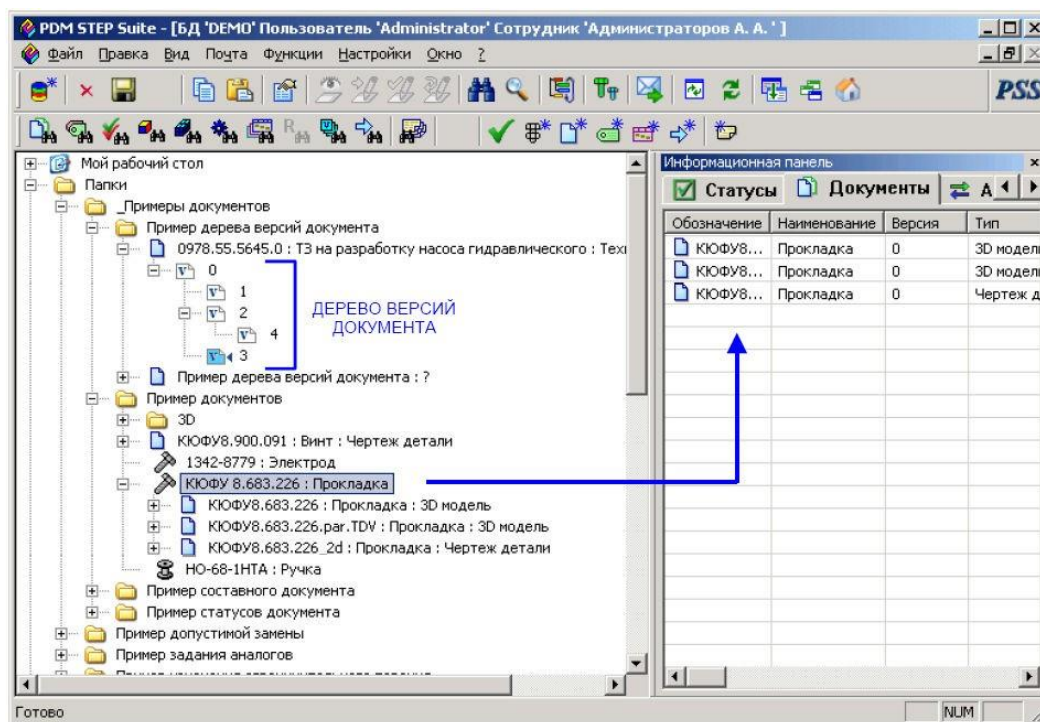 PDM STEP Suite - [БД 'DEMO' Пользователь 'Administrator' Сотрудник 'Администраторов А. А. ' ]
Файл Правка Вид Почта Функции Настройки Окно ?
PSS
Мой рабочий стол
Папки
_Примеры документов
Пример дерева версий документа
0978.55.5645.0 : ТЗ на разработку насоса гидравлического : Техн
0
1
2
4
3
ДЕРЕВО ВЕРСИЙ
ДОКУМЕНТА
Пример дерева версий документа : ?
Пример документов
3D
КЮФУ8.900.091 : Винт : Чертеж детали
1342-8779 : Электрод
КЮФУ 8.683.226 : Прокладка
КЮФУ8.683.226 : Прокладка : 3D модель
КЮФУ8.683.226.par.TDV : Прокладка : 3D модель
КЮФУ8.683.226_2d : Прокладка : Чертеж детали
НО-68-1НТА : Ручка
Пример составного документа
Пример статусов документа
Пример допустимой замены
Пример задания аналогов
Информационная панель
Статусы Документы А
Обозначение Наименование Версия Тип
КЮФУ8... Прокладка 0 3D модель
КЮФУ8... Прокладка 0 3D модель
КЮФУ8... Прокладка 0 Чертеж д
Готово
NUM